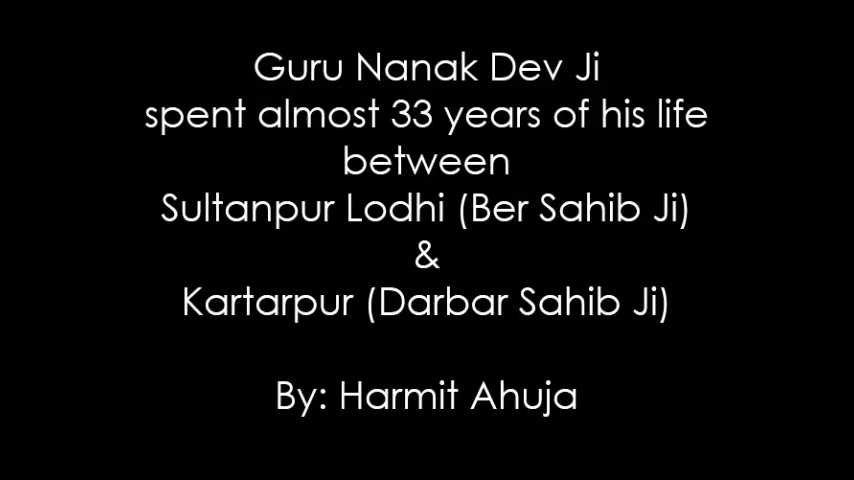 Guru Nanak Dev Ji
spent almost 33 years of his life
between
Sultanpur Lodhi (Ber Sahib Ji)
&
Kartarpur (Darbar Sahib Ji)
By: Harmit Ahuja